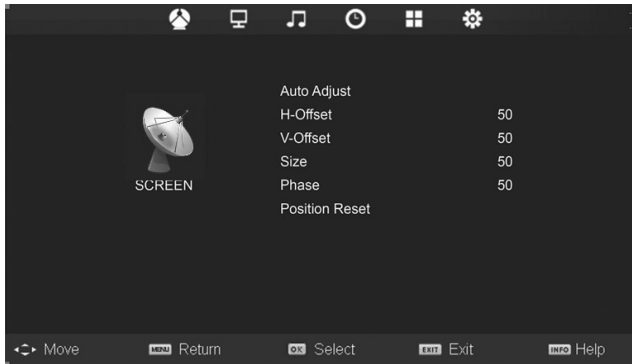 Auto Adjust
H-Offset 50
V-Offset 50
Size 50
Phase 50
Position Reset
SCREEN
Move MENU Return OK Select EXIT Exit INFO Help